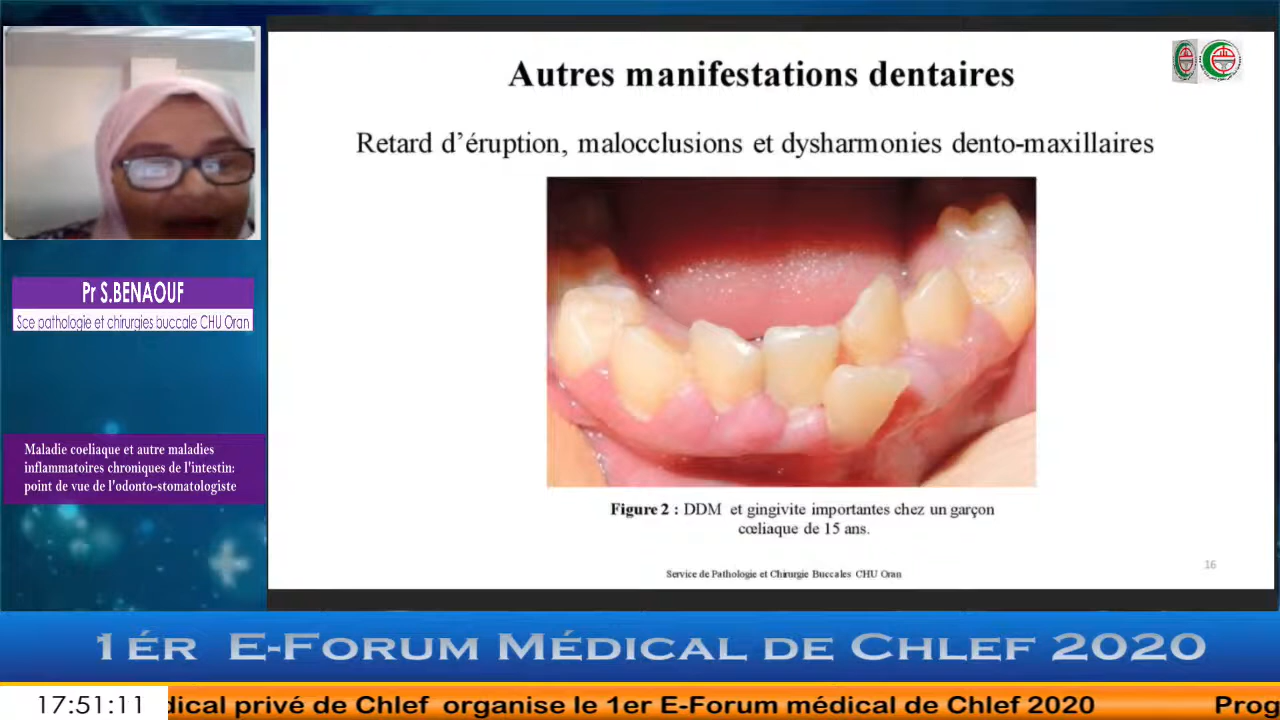 Autres manifestations dentaires
Retard d'éruption, malocclusions et dysharmonies dento-maxillaires
Pr S.BENAOUF
Sce pathologie et chirurgies buccale CHU Oran
Maladie coeliaque et autre maladies
inflammatoires chroniques de l'intestin:
point de vue de l'odonto-stomatologiste
Figure 2 : DDM et gingivite importantes chez un garçon
cœliaque de 15 ans.
Service de Pathologie et Chirurgie Buccales CHU Oran
16
1ÉR E-FORUM MÉDICAL DE CHLEF 2020
17:51:11
dical privé de Chlef organise le 1er E-Forum médical de Chlef 2020 Prog